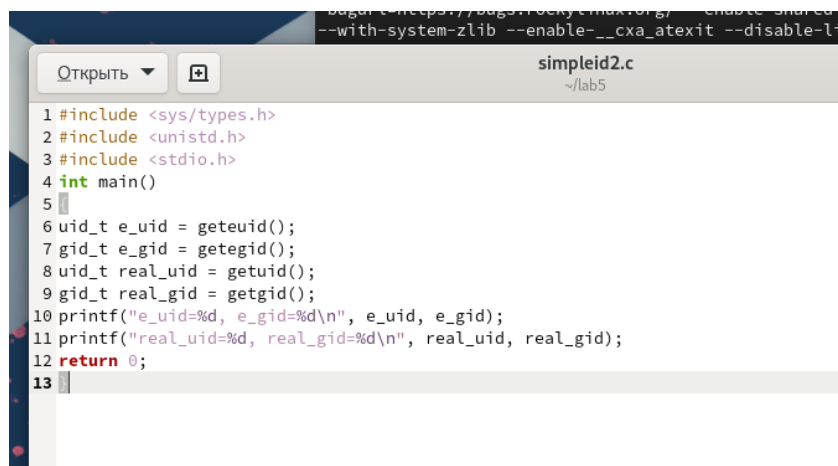 --with-system-zlib --enable-__cxa_atexit --disable-l
Открыть
simpleid2.c
~/lab5
1 #include <sys/types.h>
2 #include <unistd.h>
3 #include <stdio.h>
4 int main()
5 {
6 uid_t e_uid = geteuid();
7 gid_t e_gid = getegid();
8 uid_t real_uid = getuid();
9 gid_t real_gid = getgid();
10 printf("e_uid=%d, e_gid=%d\n", e_uid, e_gid);
11 printf("real_uid=%d, real_gid=%d\n", real_uid, real_gid);
12 return 0;
13 }